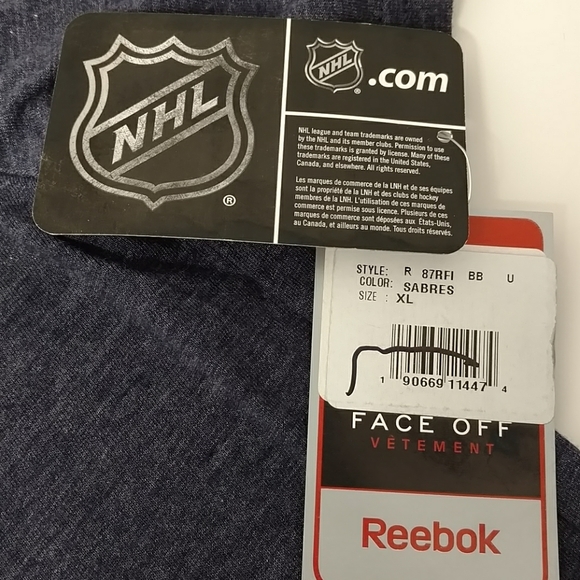 NHL
NHL
.com
®
®
NHL league and team trademarks are owned
by the NHL and its member clubs. Permission to use
these trademarks is granted by license. Many of these
trademarks are registered in the United States,
Canada, and elsewhere. All rights reserved.
Les marques de commerce de la LNH et de ses équipes
sont la propriété de la LNH et des clubs de hockey
membres de la LNH. L'utilisation de ces marques de
commerce est permise sous licence. Plusieurs de ces
marques de commerce sont déposées aux États-Unis,
au Canada, et ailleurs au monde. Tous droits réservés.
STYLE: R 87RFI BB U
COLOR: SABRES
SIZE : XL
1 90669 11447 4
FACE OFF
VÊTEMENT
Reebok